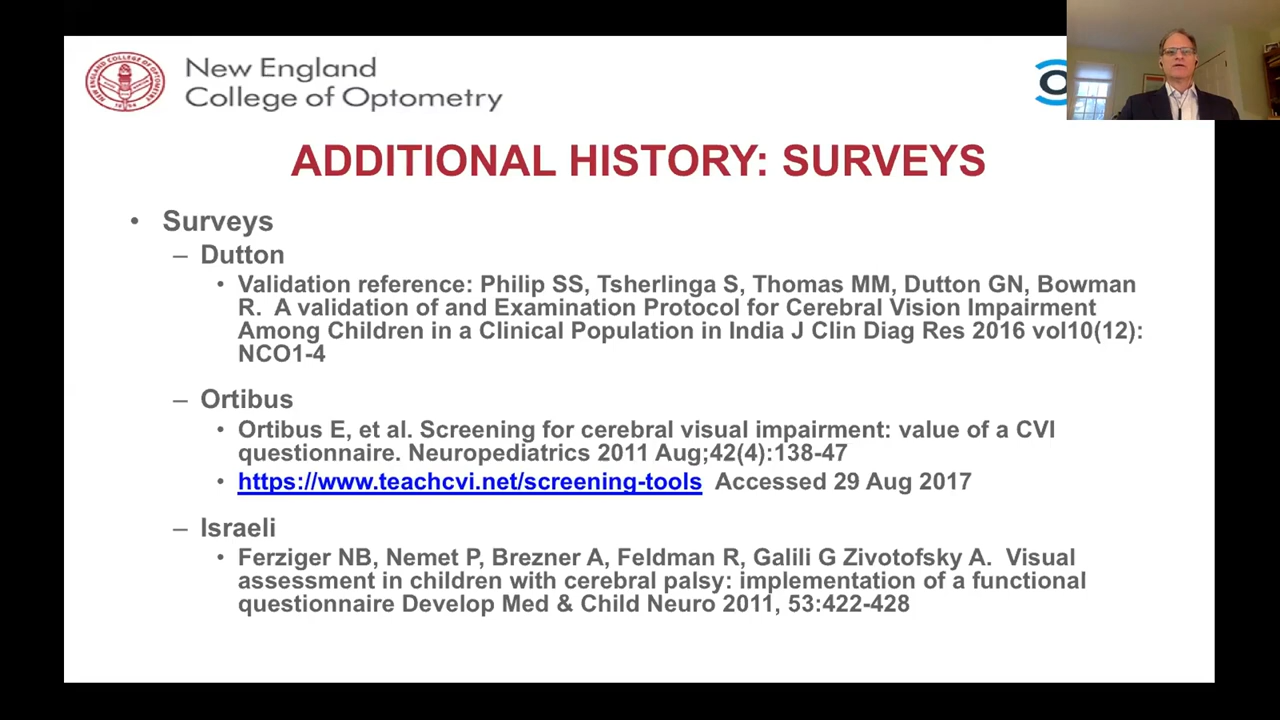 New England
College of Optometry
ADDITIONAL HISTORY: SURVEYS
• Surveys
– Dutton
• Validation reference: Philip SS, Tsherlinga S, Thomas MM, Dutton GN, Bowman
R.  A validation of and Examination Protocol for Cerebral Vision Impairment
Among Children in a Clinical Population in India J Clin Diag Res 2016 vol10(12):
NCO1-4
– Ortibus
• Ortibus E, et al. Screening for cerebral visual impairment: value of a CVI
questionnaire. Neuropediatrics 2011 Aug;42(4):138-47
• https://www.teachcvi.net/screening-tools  Accessed 29 Aug 2017
– Israeli
• Ferziger NB, Nemet P, Brezner A, Feldman R, Galili G Zivotofsky A.  Visual
assessment in children with cerebral palsy: implementation of a functional
questionnaire Develop Med & Child Neuro 2011, 53:422-428